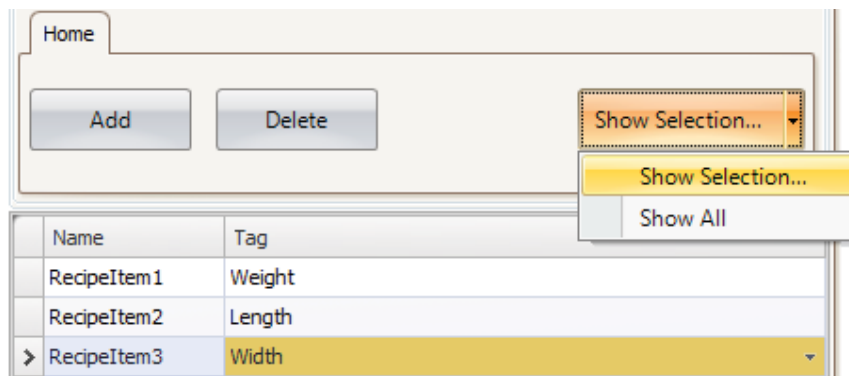 Home
Add Delete Show Selection...
Show Selection...
Show All
Name Tag
RecipeItem1 Weight
RecipeItem2 Length
RecipeItem3 Width